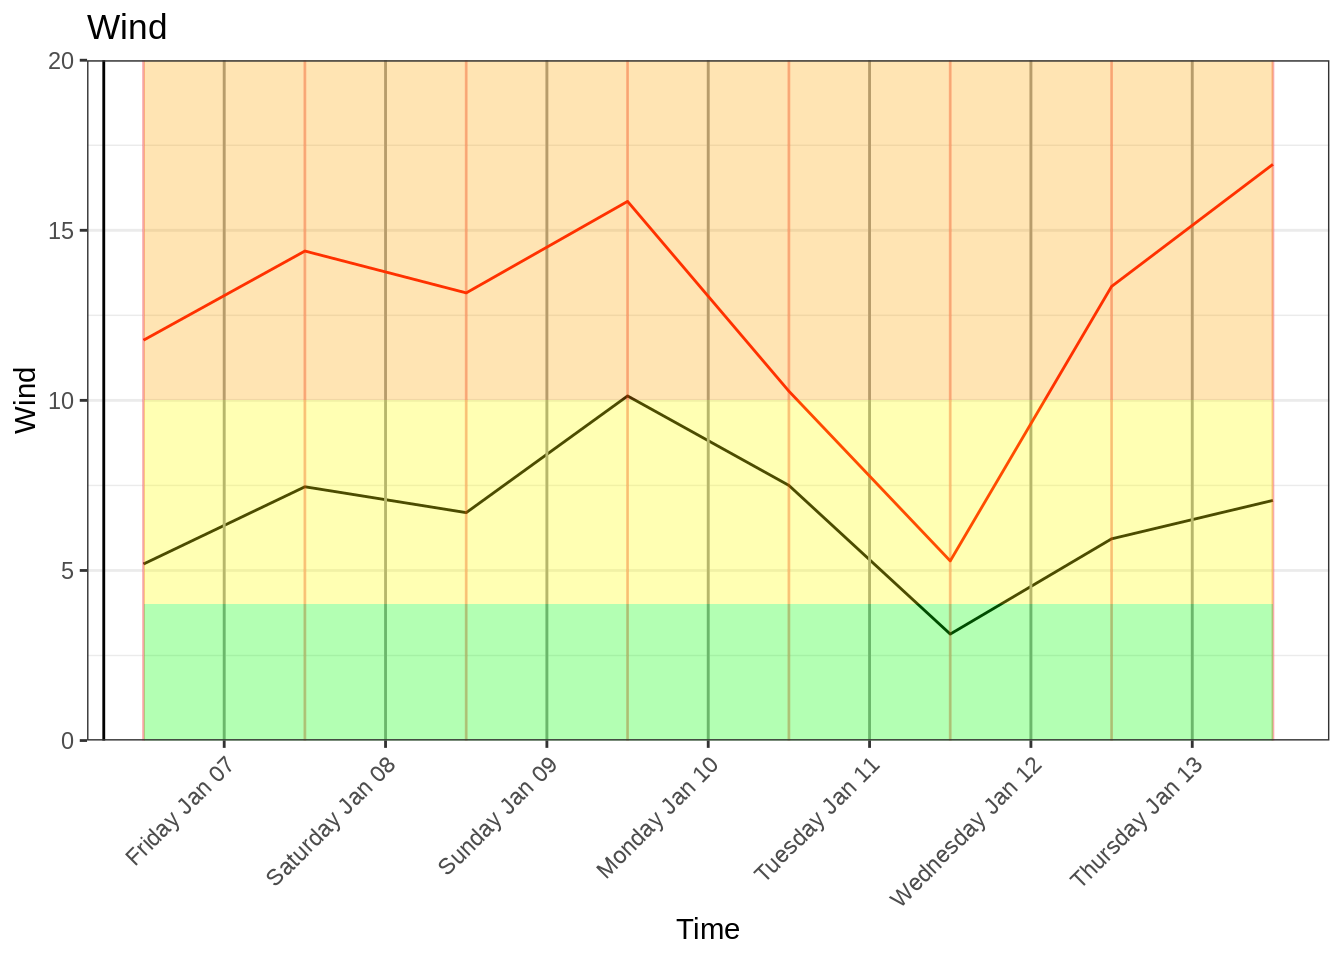 Wind
20
15
10
5
0
Wind
Friday Jan 07
Saturday Jan 08
Sunday Jan 09
Monday Jan 10
Tuesday Jan 11
Wednesday Jan 12
Thursday Jan 13
Time